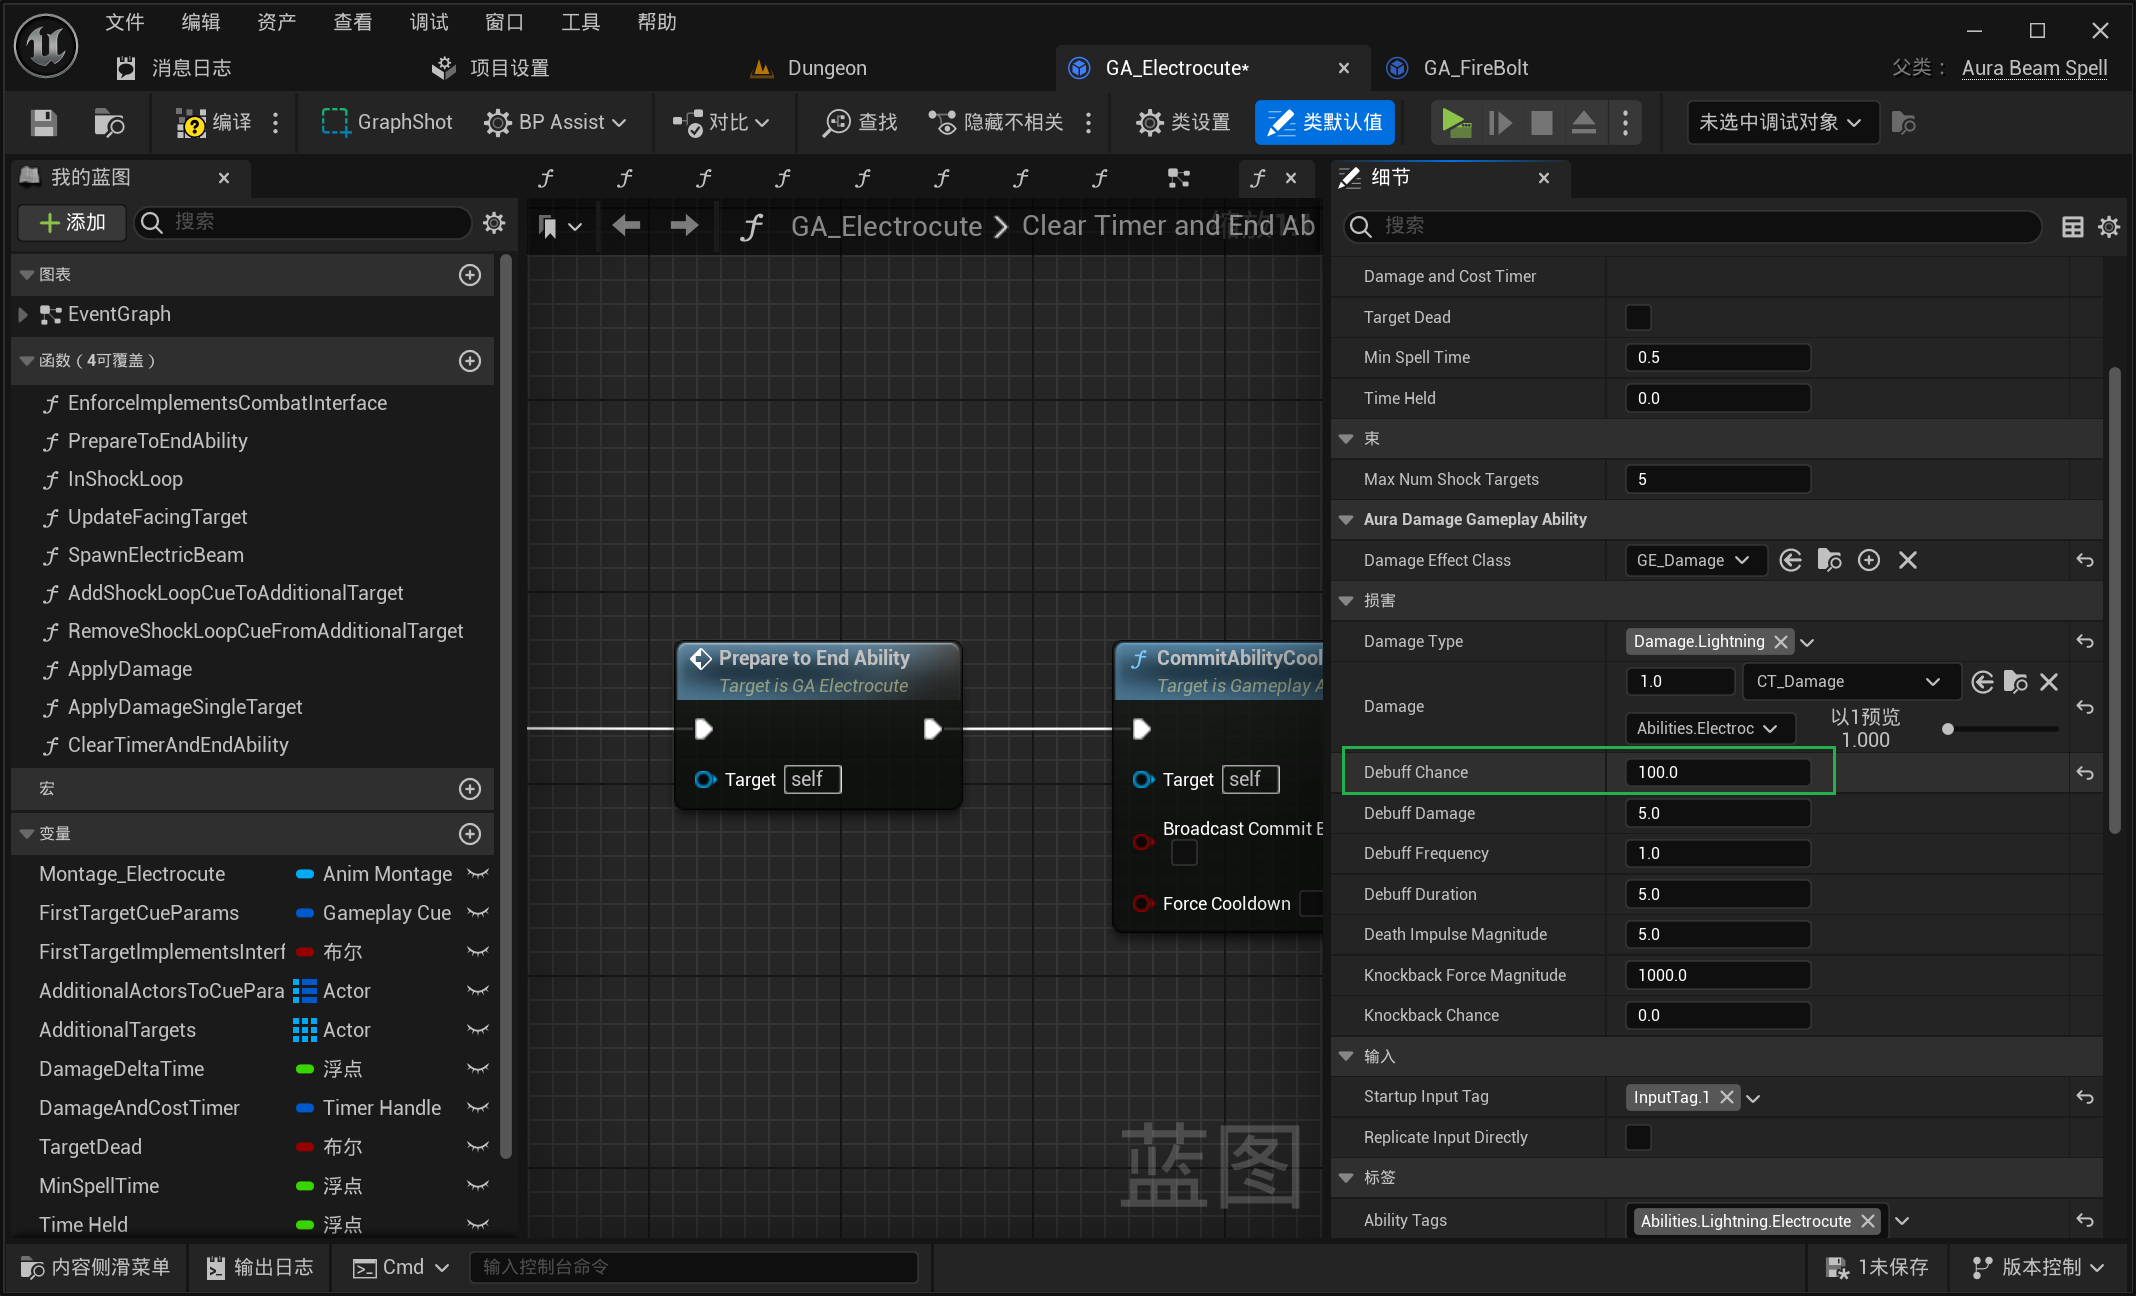 文件 编辑 资产 查看 调试 窗口 工具 帮助
消息日志 项目设置 Dungeon GA_Electrocute* GA_FireBolt 父类： Aura Beam Spell
编译 GraphShot BP Assist 对比 查找 隐藏不相关 类设置 类默认值 未选中调试对象
我的蓝图
添加 搜索
图表
EventGraph
函数（4可覆盖）
EnforceImplementsCombatInterface
PrepareToEndAbility
InShockLoop
UpdateFacingTarget
SpawnElectricBeam
AddShockLoopCueToAdditionalTarget
RemoveShockLoopCueFromAdditionalTarget
ApplyDamage
ApplyDamageSingleTarget
ClearTimerAndEndAbility
宏
变量
Montage_Electrocute Anim Montage
FirstTargetCueParams Gameplay Cue
FirstTargetImplementsInterf 布尔
AdditionalActorsToCuePara Actor
AdditionalTargets Actor
DamageDeltaTime 浮点
DamageAndCostTimer Timer Handle
TargetDead 布尔
MinSpellTime 浮点
Time Held 浮点
GA_Electrocute Clear Timer and End Ab
Prepare to End Ability
Target is GA Electrocute
Target self
CommitAbilityCool
Target is Gameplay A
Target self
Broadcast Commit E
Force Cooldown
蓝图
细节
搜索
Damage and Cost Timer
Target Dead
Min Spell Time 0.5
Time Held 0.0
束
Max Num Shock Targets 5
Aura Damage Gameplay Ability
Damage Effect Class GE_Damage
损害
Damage Type Damage.Lightning
Damage 1.0 CT_Damage
Abilities.Electroc 以1预览
1.000
Debuff Chance 100.0
Debuff Damage 5.0
Debuff Frequency 1.0
Debuff Duration 5.0
Death Impulse Magnitude 5.0
Knockback Force Magnitude 1000.0
Knockback Chance 0.0
输入
Startup Input Tag InputTag.1
Replicate Input Directly
标签
Ability Tags Abilities.Lightning.Electrocute
内容侧滑菜单 输出日志 Cmd 输入控制台命令 1未保存 版本控制